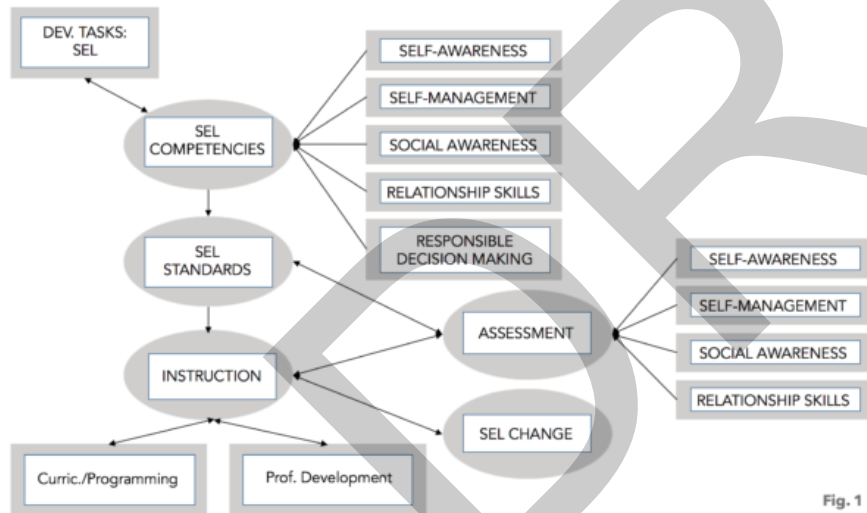 DEV. TASKS:
SEL
SELF-AWARENESS
SELF-MANAGEMENT
SEL
COMPETENCIES
SOCIAL AWARENESS
RELATIONSHIP SKILLS
RESPONSIBLE
DECISION MAKING
SEL
STANDARDS
SELF-AWARENESS
SELF-MANAGEMENT
ASSESSMENT
SOCIAL AWARENESS
INSTRUCTION
RELATIONSHIP SKILLS
SEL CHANGE
Curric./Programming
Prof. Development
Fig. 1